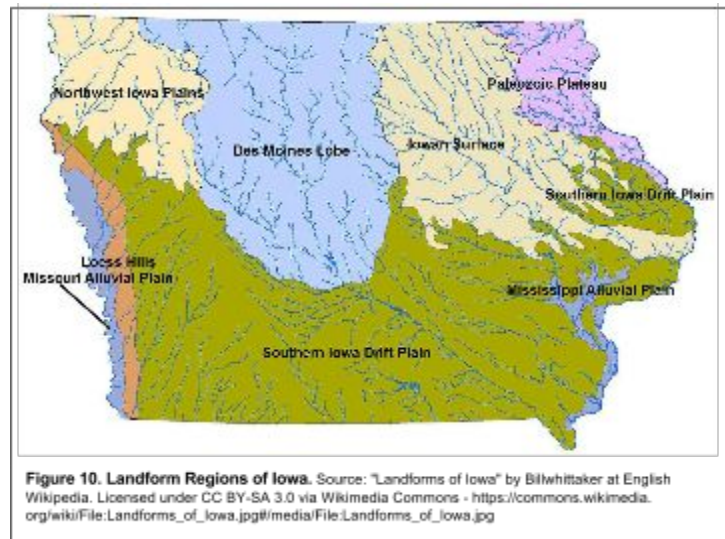 Northwest Iowa Plains
Paleozoic Plateau
Des Moines Lobe
Iowan Surface
Southern Iowa Drift Plain
Loess Hills
Missouri Alluvial Plain
Mississippi Alluvial Plain
Southern Iowa Drift Plain
Figure 10. Landform Regions of Iowa. Source: "Landforms of Iowa" by Billwhittaker at English
Wikipedia. Licensed under CC BY-SA 3.0 via Wikimedia Commons - https://commons.wikimedia.
org/wiki/File:Landforms_of_Iowa.jpg#/media/File:Landforms_of_Iowa.jpg